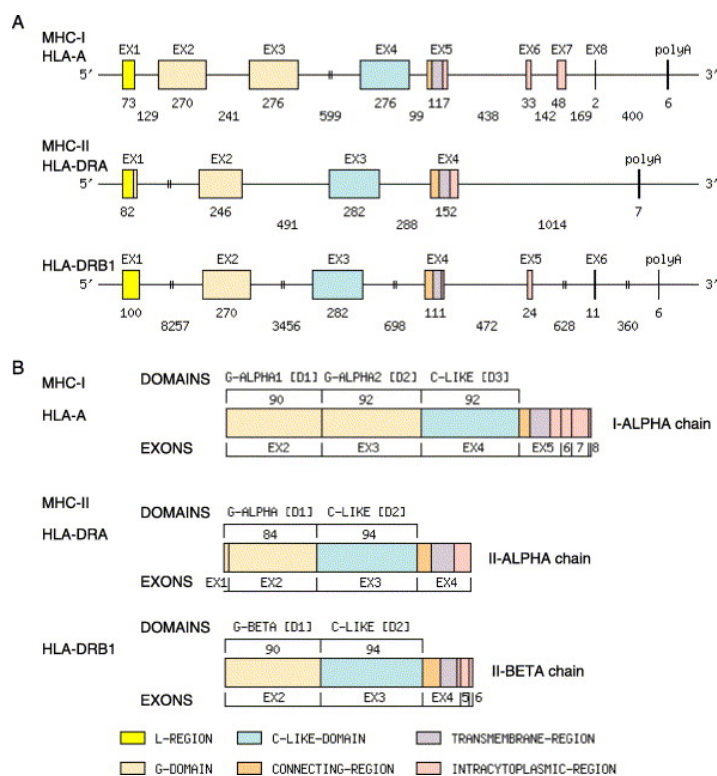 A
MHC-I
HLA-A
EX1 EX2 EX3 EX4 EX5 EX6 EX7 EX8 polyA
5′ 3′
73 270 276 276 117 33 48 2 6
129 241 599 99 438 142 169 400
MHC-II
HLA-DRA
EX1 EX2 EX3 EX4 polyA
5′ 3′
82 246 282 152 7
491 288 1014
HLA-DRB1
EX1 EX2 EX3 EX4 EX5 EX6 polyA
5′ 3′
100 270 282 111 24 11 6
8257 3456 698 472 628 360
B
MHC-I
DOMAINS G-ALPHA1 [D1] G-ALPHA2 [D2] C-LIKE [D3]
90 92 92
HLA-A
I-ALPHA chain
EXONS EX2 EX3 EX4 EX5 6 7 8
MHC-II
DOMAINS G-ALPHA [D1] C-LIKE [D2]
HLA-DRA
84 94
II-ALPHA chain
EXONS EX1 EX2 EX3 EX4
DOMAINS G-BETA [D1] C-LIKE [D2]
HLA-DRB1
90 94
II-BETA chain
EXONS EX2 EX3 EX4 5 6
L-REGION C-LIKE-DOMAIN TRANSMEMBRANE-REGION
G-DOMAIN CONNECTING-REGION INTRACYTOPLASMIC-REGION